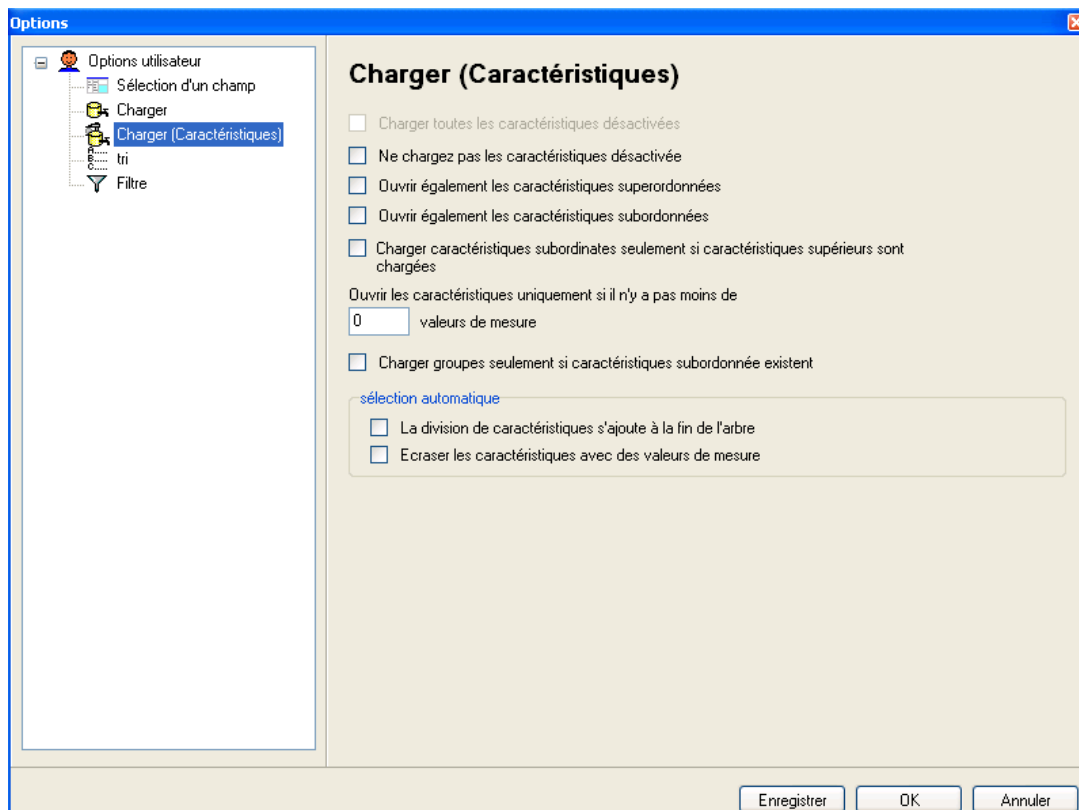 Options
Options utilisateur
Sélection d'un champ
Charger
Charger (Caractéristiques)
tri
Filtre
Charger (Caractéristiques)
Charger toutes les caractéristiques désactivées
Ne chargez pas les caractéristiques désactivée
Ouvrir également les caractéristiques superordonnées
Ouvrir également les caractéristiques subordonnées
Charger caractéristiques subordinates seulement si caractéristiques supérieurs sont
chargées
Ouvrir les caractéristiques uniquement si il n'y a pas moins de
0 valeurs de mesure
Charger groupes seulement si caractéristiques subordonnée existent
sélection automatique
La division de caractéristiques s'ajoute à la fin de l'arbre
Ecraser les caractéristiques avec des valeurs de mesure
Enregistrer OK Annuler